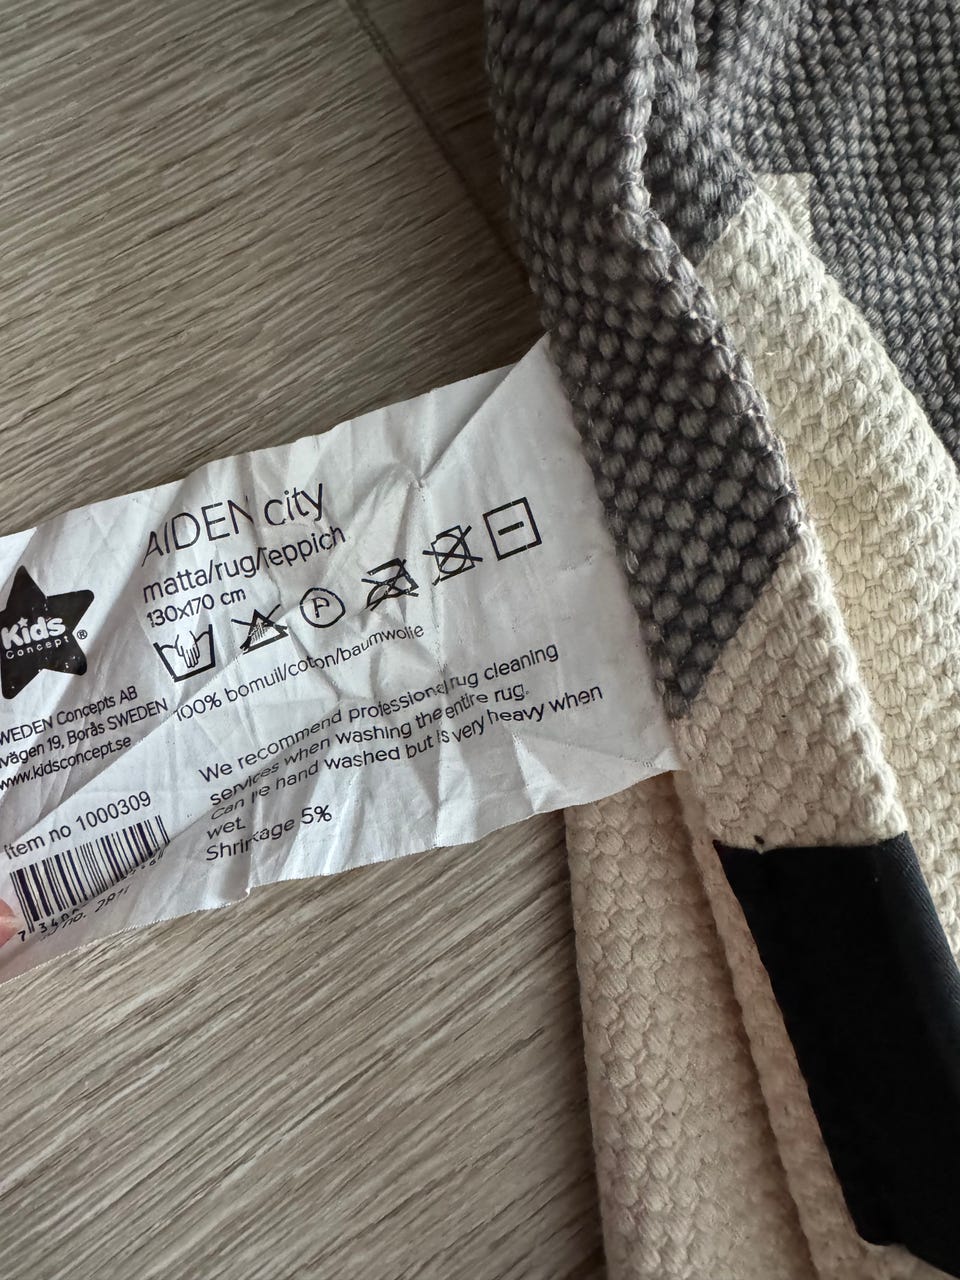 AIDEN city
matta/rug/teppich
130x170 cm
P
100% bomull/coton/baumwolle
Kid's
Concept®
WEDEN Concepts AB
vägen 19, Borås SWEDEN
www.kidsconcept.se
We recommend professional rug cleaning
services when washing the entire rug.
Can be hand washed but is very heavy when
wet.
Shrinkage 5%
Item no 1000309